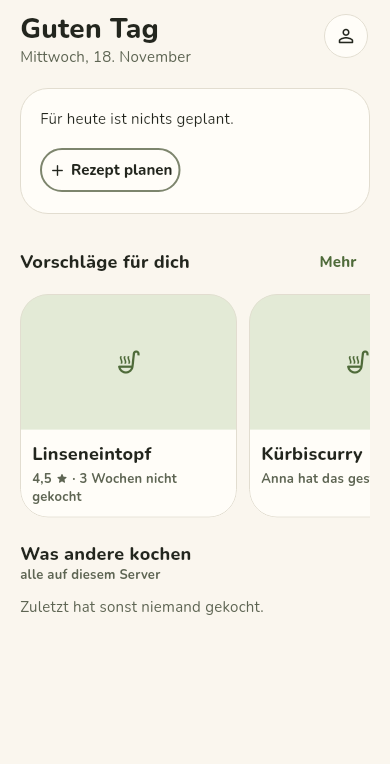 Guten Tag
Mittwoch, 18. November
Für heute ist nichts geplant.
+ Rezept planen
Vorschläge für dich
Mehr
Linseneintopf
4,5 ★ · 3 Wochen nicht
gekocht
Kürbiscurry
Anna hat das ges
Was andere kochen
alle auf diesem Server
Zuletzt hat sonst niemand gekocht.